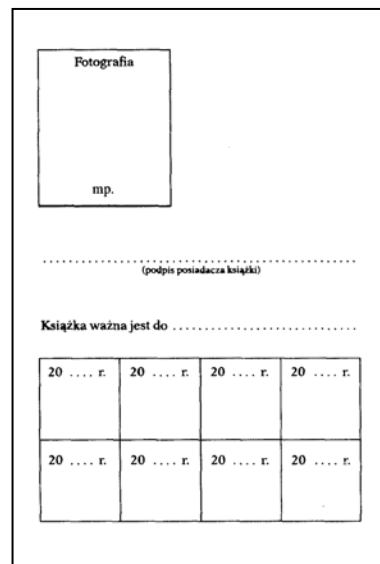 Fotografia
mp.
....................................................
(podpis posiadacza książki)
Książka ważna jest do ..............................
20 .... r. 20 .... r. 20 .... r. 20 .... r.
20 .... r. 20 .... r. 20 .... r. 20 .... r.